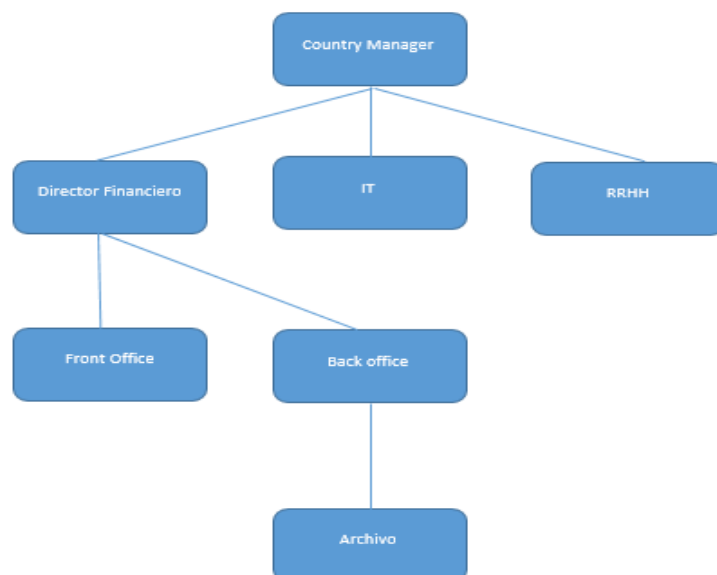 Country Manager
Director Financiero
IT
RRHH
Front Office
Back office
Archivo